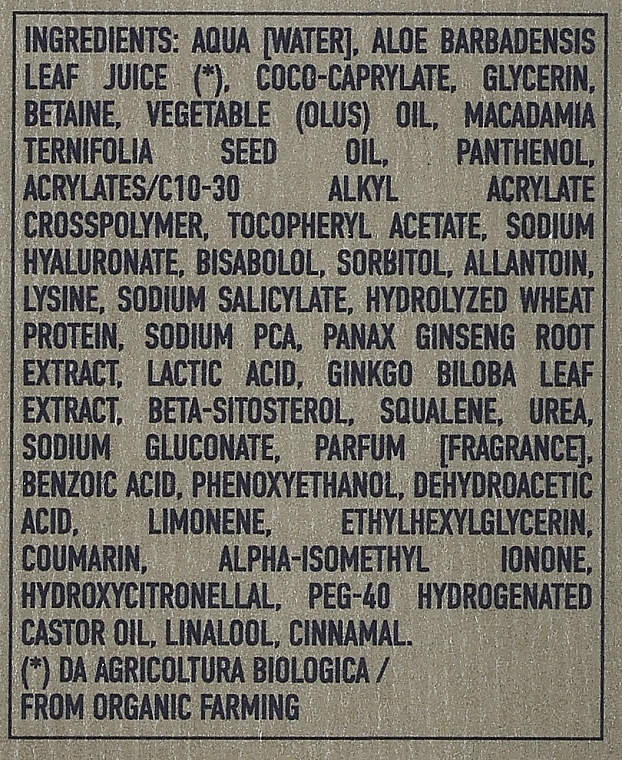 INGREDIENTS: AQUA [WATER], ALOE BARBADENSIS
LEAF JUICE (*), COCO-CAPRYLATE, GLYCERIN,
BETAINE, VEGETABLE (OLUS) OIL, MACADAMIA
TERNIFOLIA SEED OIL, PANTHENOL,
ACRYLATES/C10-30 ALKYL ACRYLATE
CROSSPOLYMER, TOCOPHERYL ACETATE, SODIUM
HYALURONATE, BISABOLOL, SORBITOL, ALLANTOIN,
LYSINE, SODIUM SALICYLATE, HYDROLYZED WHEAT
PROTEIN, SODIUM PCA, PANAX GINSENG ROOT
EXTRACT, LACTIC ACID, GINKGO BILOBA LEAF
EXTRACT, BETA-SITOSTEROL, SQUALENE, UREA,
SODIUM GLUCONATE, PARFUM [FRAGRANCE],
BENZOIC ACID, PHENOXYETHANOL, DEHYDROACETIC
ACID, LIMONENE, ETHYLHEXYLGLYCERIN,
COUMARIN, ALPHA-ISOMETHYL IONONE,
HYDROXYCITRONELLAL, PEG-40 HYDROGENATED
CASTOR OIL, LINALOOL, CINNAMAL.
(*) DA AGRICOLTURA BIOLOGICA /
FROM ORGANIC FARMING